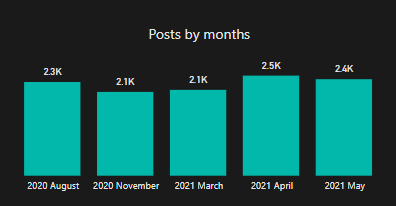 Posts by months
2.3K
2.1K
2.1K
2.5K
2.4K
2020 August
2020 November
2021 March
2021 April
2021 May